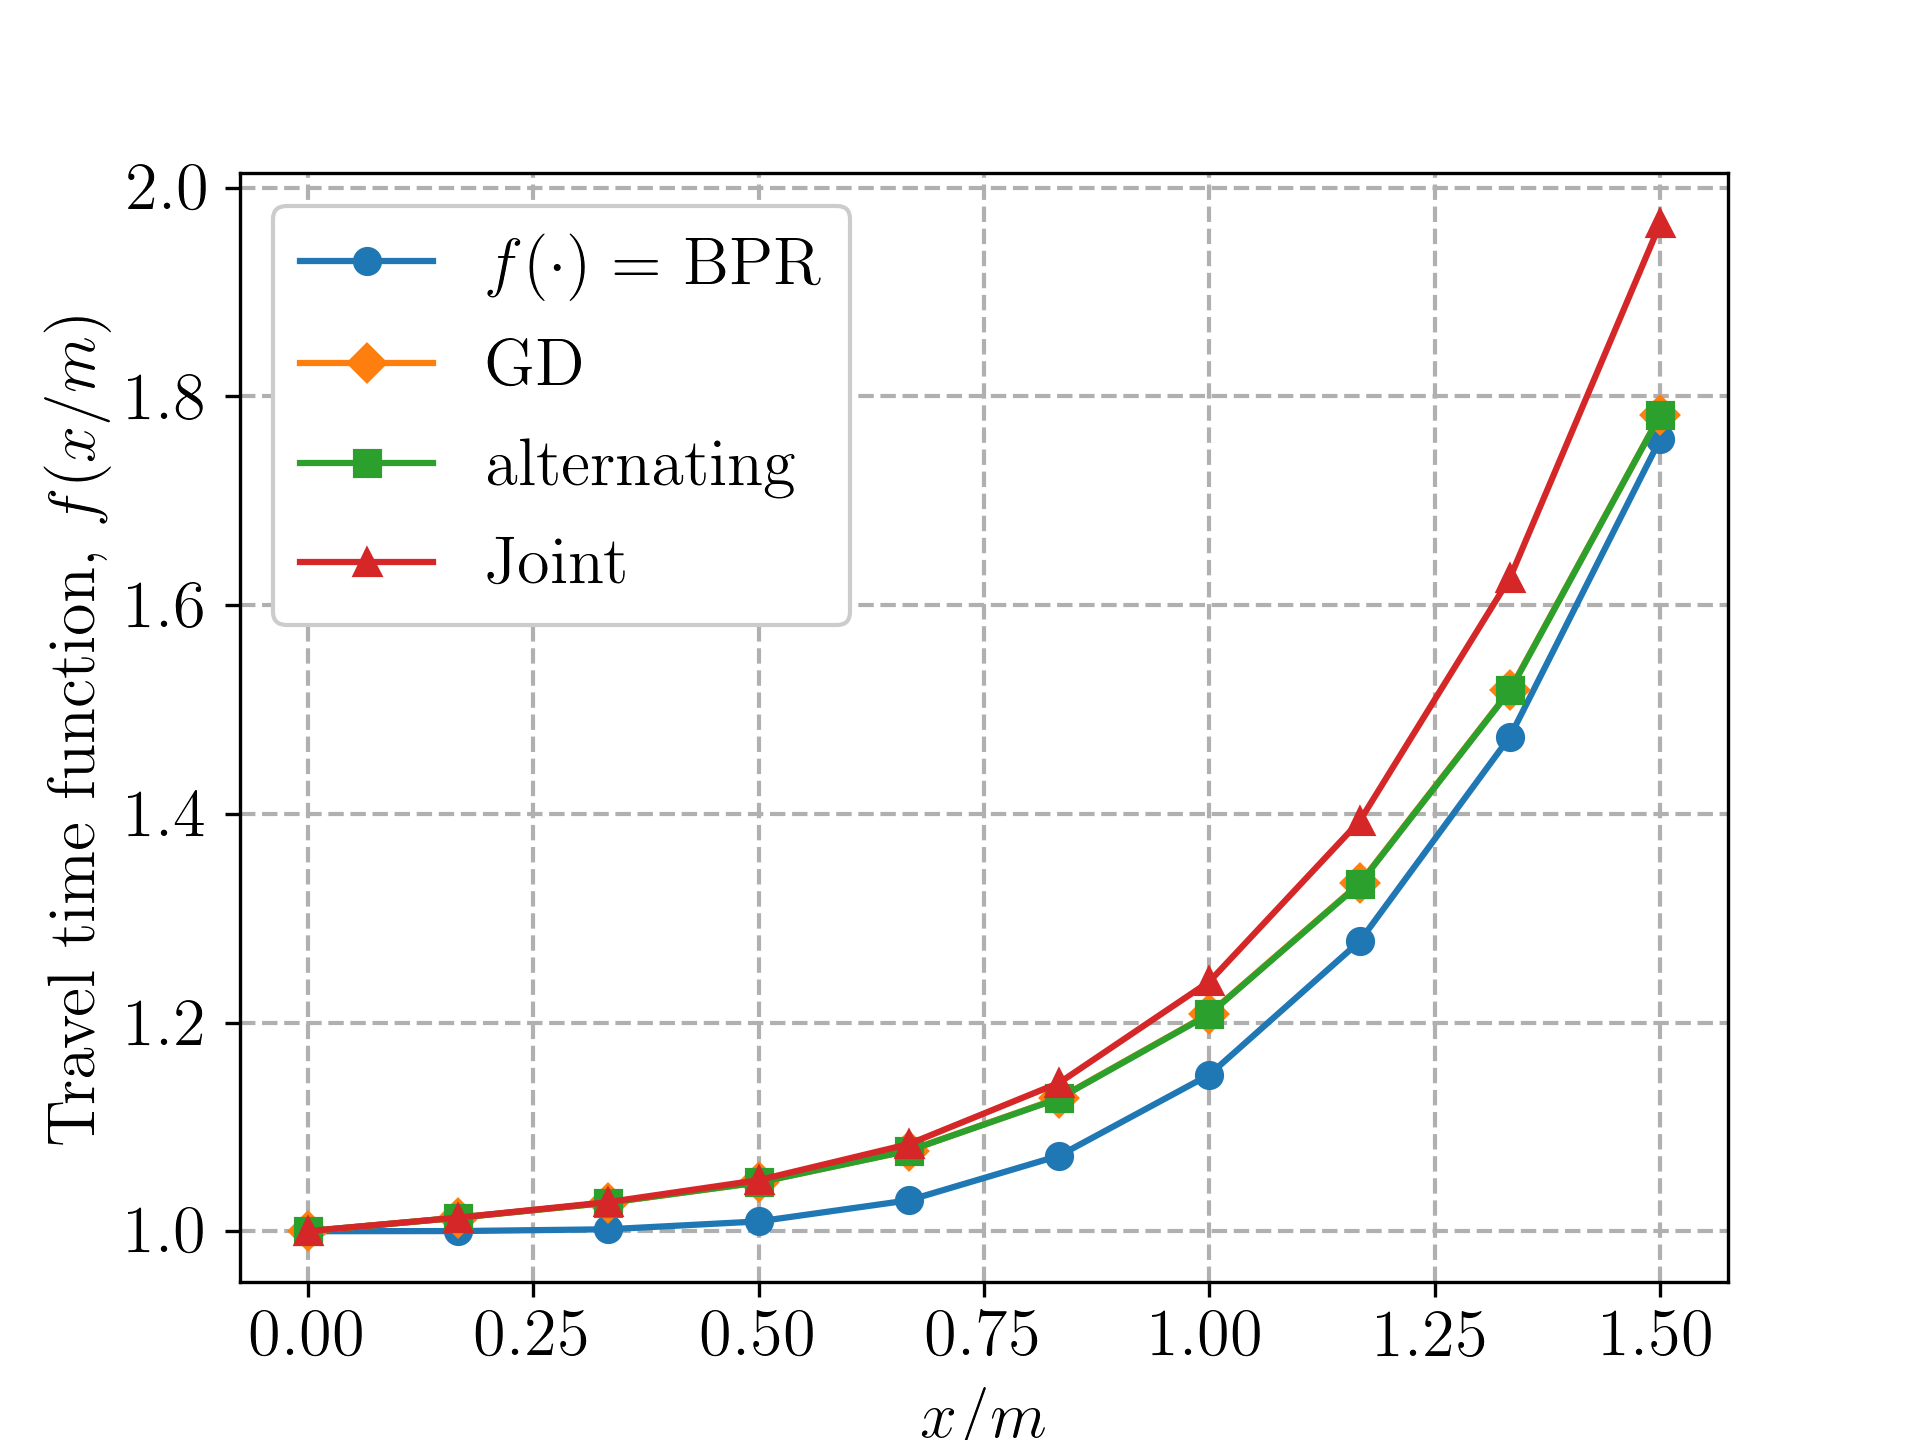 2.0
1.8
1.6
1.4
1.2
1.0
Travel time function, f(x/m)
f(·) = BPR
GD
alternating
Joint
0.00 0.25 0.50 0.75 1.00 1.25 1.50
x/m